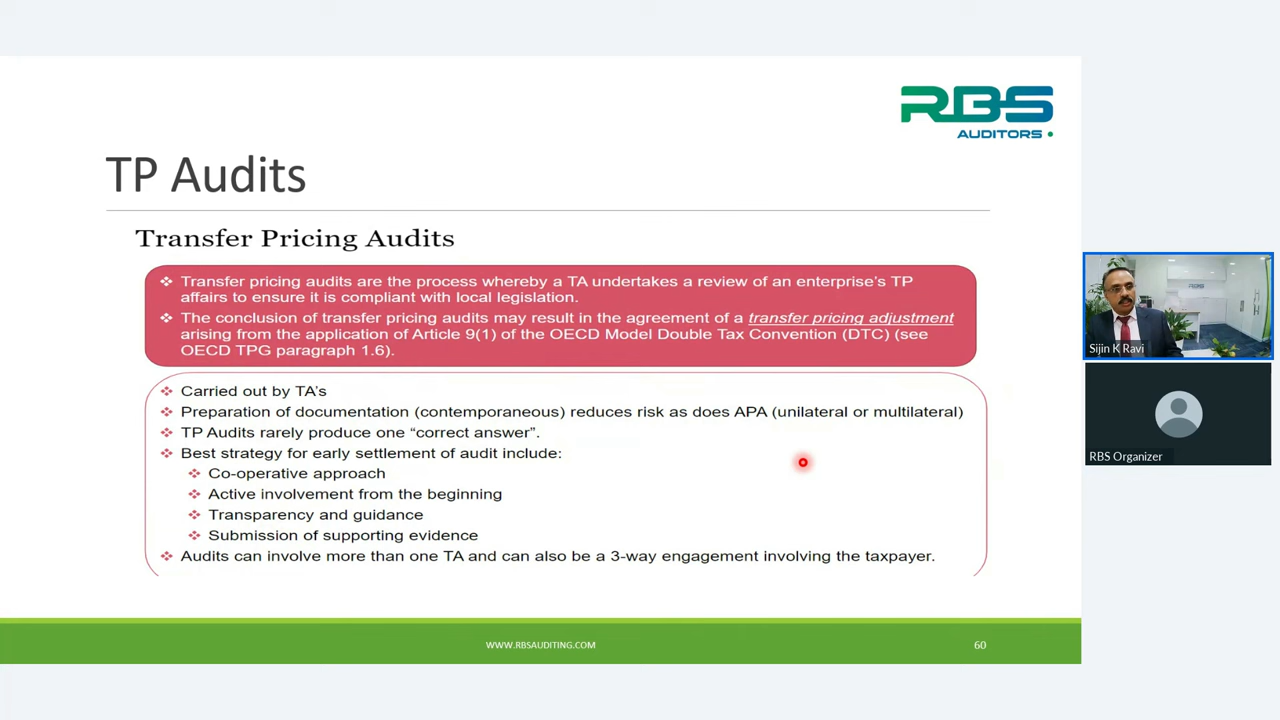 RBS
AUDITORS
TP Audits
Transfer Pricing Audits
❖ Transfer pricing audits are the process whereby a TA undertakes a review of an enterprise's TP
affairs to ensure it is compliant with local legislation.
❖ The conclusion of transfer pricing audits may result in the agreement of a transfer pricing adjustment
arising from the application of Article 9(1) of the OECD Model Double Tax Convention (DTC) (see
OECD TPG paragraph 1.6).
❖ Carried out by TA's
❖ Preparation of documentation (contemporaneous) reduces risk as does APA (unilateral or multilateral)
❖ TP Audits rarely produce one “correct answer”.
❖ Best strategy for early settlement of audit include:
❖ Co-operative approach
❖ Active involvement from the beginning
❖ Transparency and guidance
❖ Submission of supporting evidence
❖ Audits can involve more than one TA and can also be a 3-way engagement involving the taxpayer.
WWW.RBSAUDITING.COM
60
Sijin K Ravi
RBS Organizer